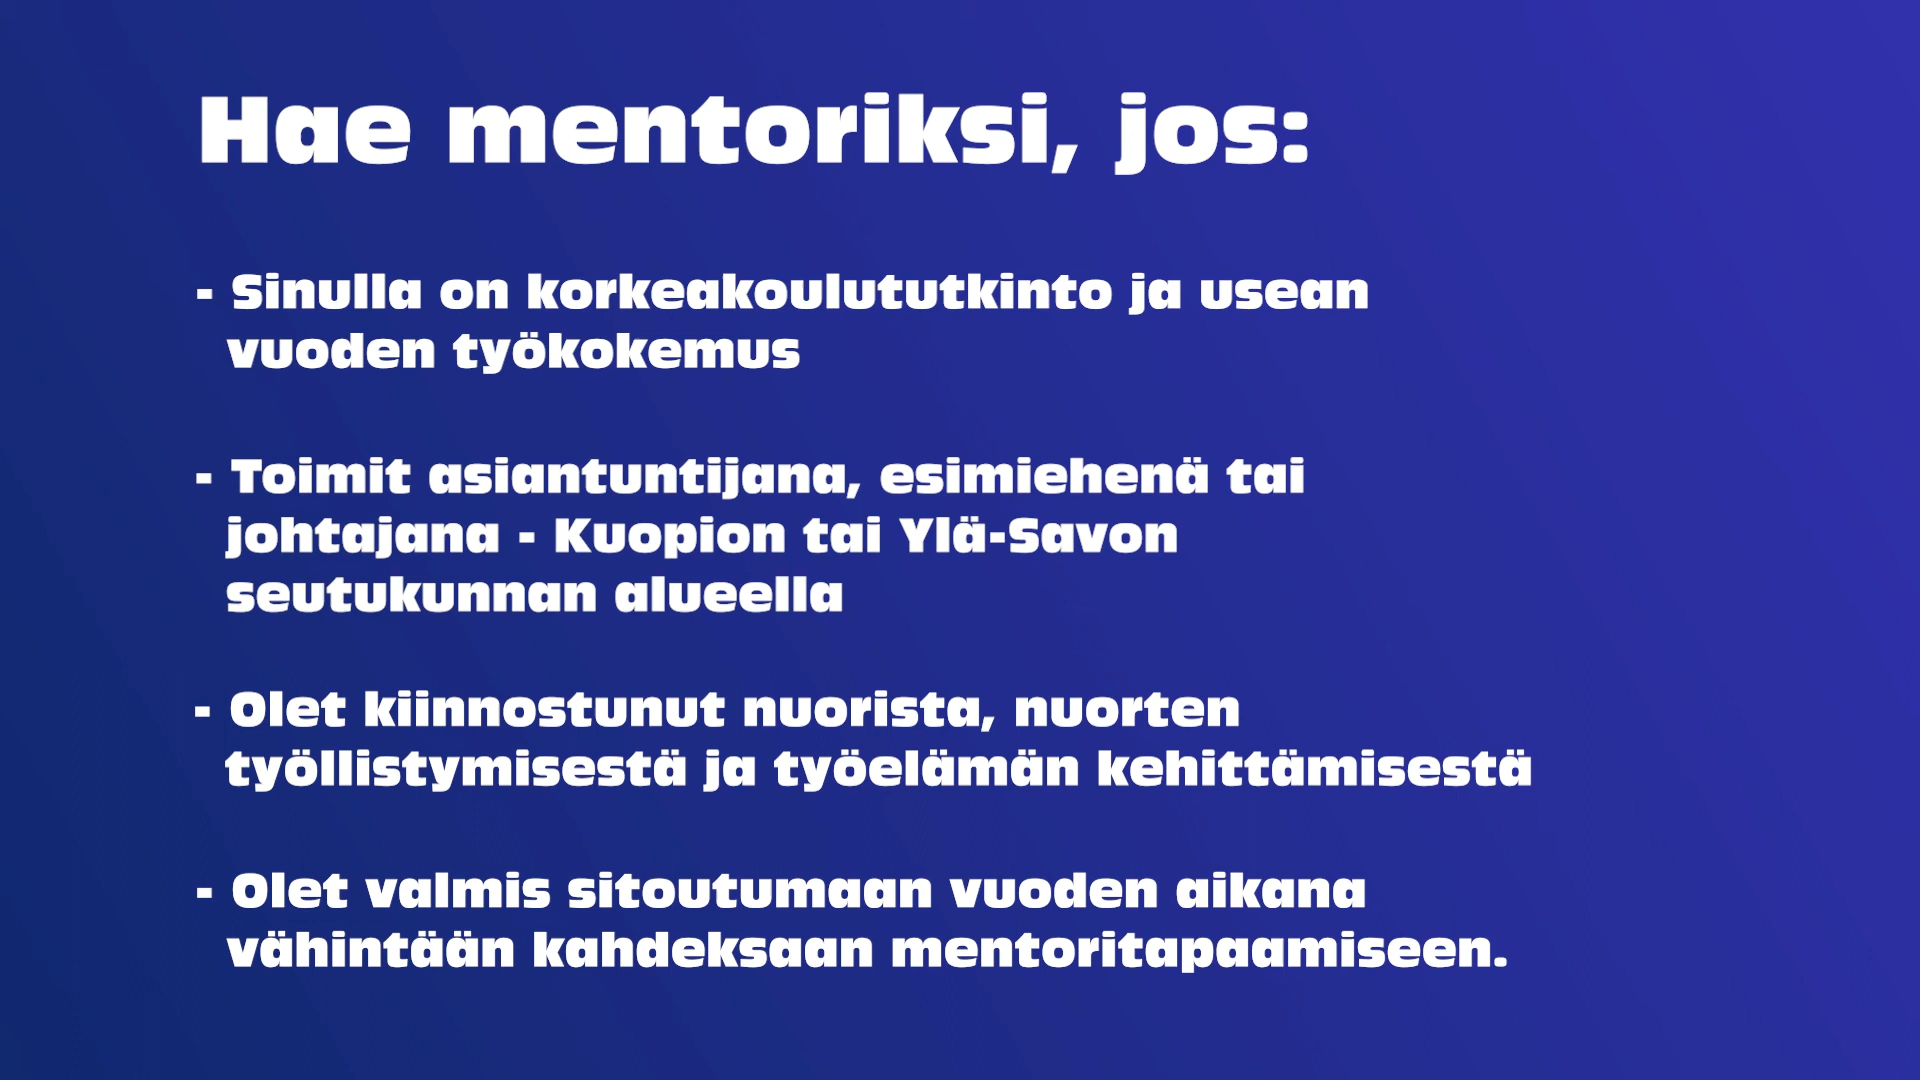 Hae mentoriksi, jos:
- Sinulla on korkeakoulututkinto ja usean
vuoden työkokemus
- Toimit asiantuntijana, esimiehenä tai
johtajana - Kuopion tai Ylä-Savon
seutukunnan alueella
- Olet kiinnostunut nuorista, nuorten
työllistymisestä ja työelämän kehittämisestä
- Olet valmis sitoutumaan vuoden aikana
vähintään kahdeksaan mentoritapaamiseen.